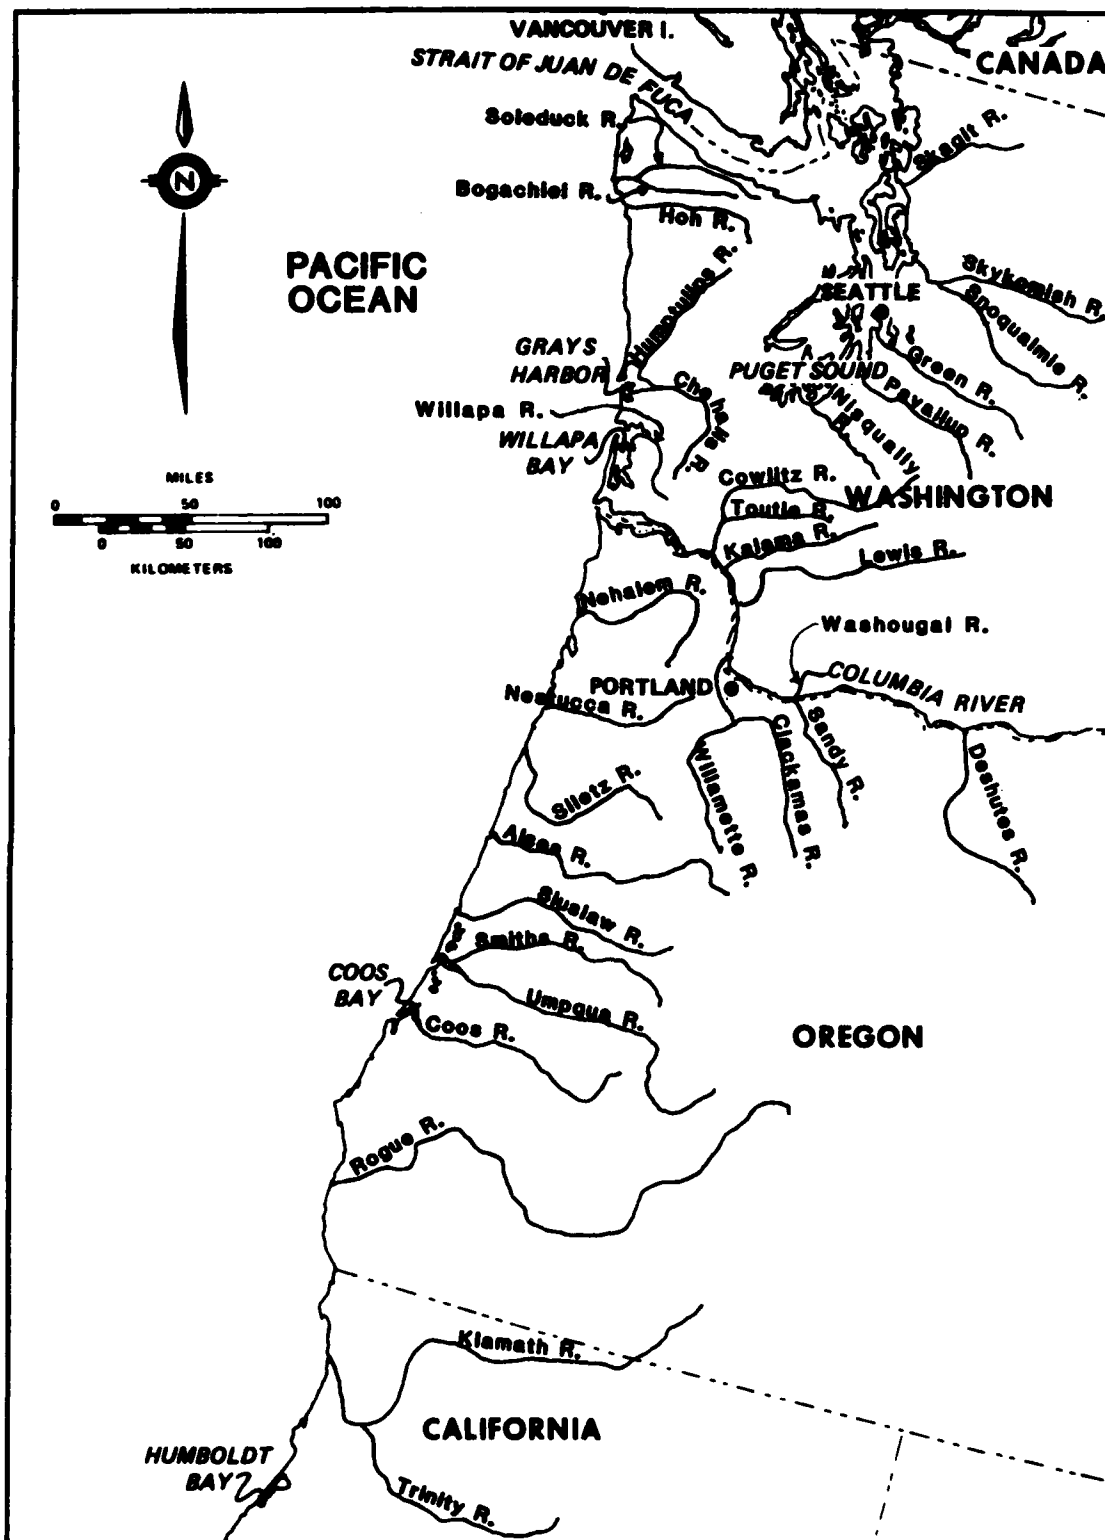 VANCOUVER I.
CANADA
STRAIT OF JUAN DE FUCA
Soleduck R.
Skagit R.
N
Bogachiel R.
Hoh R.
PACIFIC
OCEAN
Humptulips R.
Skykomish R.
SEATTLE
Snoqualmie R.
GRAYS
HARBOR
PUGET SOUND
Green R.
Chehalis R.
Puyallup R.
Nisqually
R.
Willapa R.
WILLAPA
BAY
MILES
0 50 100
0 50 100
KILOMETERS
Cowlitz R.
WASHINGTON
Toutle R.
Kalama R.
Lewis R.
Nehalem R.
Washougal R.
PORTLAND
COLUMBIA RIVER
Nestucca R.
Sandy R.
Clackamas R.
Willamette R.
Deshutes R.
Siletz R.
Alsea R.
Siuslaw R.
Smiths R.
COOS
BAY
Umpqua R.
Coos R.
OREGON
Rogue R.
Klamath R.
CALIFORNIA
HUMBOLDT
BAY
Trinity R.